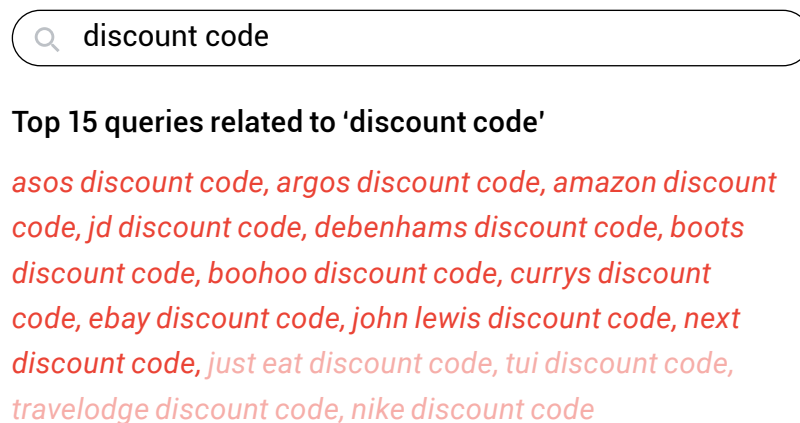 discount code
Top 15 queries related to ‘discount code’
asos discount code, argos discount code, amazon discount
code, jd discount code, debenhams discount code, boots
discount code, boohoo discount code, currys discount
code, ebay discount code, john lewis discount code, next
discount code, just eat discount code, tui discount code,
travelodge discount code, nike discount code